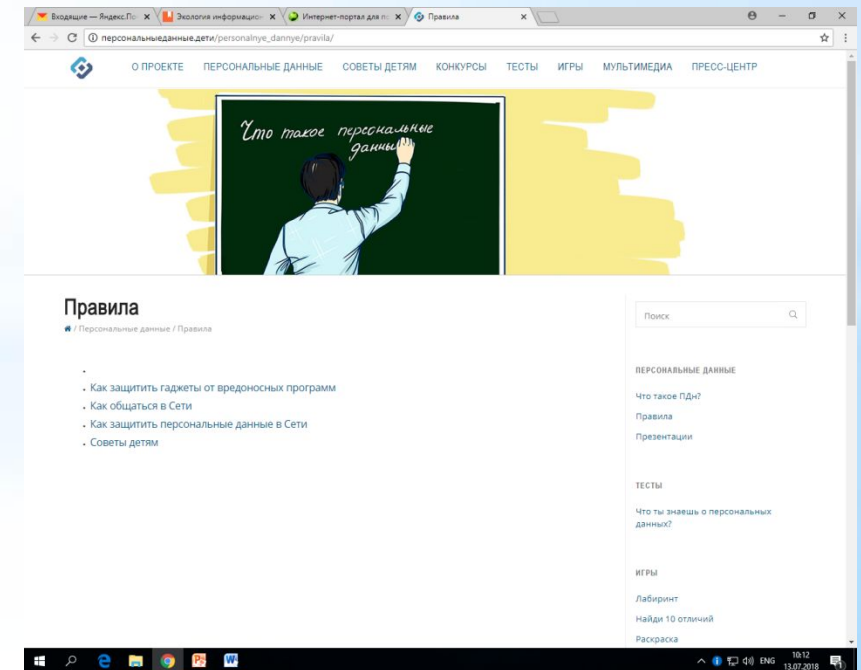 Входящие — Яндекс.По
Экология информацион
Интернет-портал для п
Правила
персональныеданные.дети/personalnye_dannye/pravila/
О ПРОЕКТЕ ПЕРСОНАЛЬНЫЕ ДАННЫЕ СОВЕТЫ ДЕТЯМ КОНКУРСЫ ТЕСТЫ ИГРЫ МУЛЬТИМЕДИА ПРЕСС-ЦЕНТР
Что такое персональные
данные
Правила
/ Персональные данные / Правила
Как защитить гаджеты от вредоносных программ
Как общаться в Сети
Как защитить персональные данные в Сети
Советы детям
Поиск
ПЕРСОНАЛЬНЫЕ ДАННЫЕ
Что такое ПДн?
Правила
Презентации
ТЕСТЫ
Что ты знаешь о персональных
данных?
ИГРЫ
Лабиринт
Найди 10 отличий
Раскраска
ENG
10:12
13.07.2018